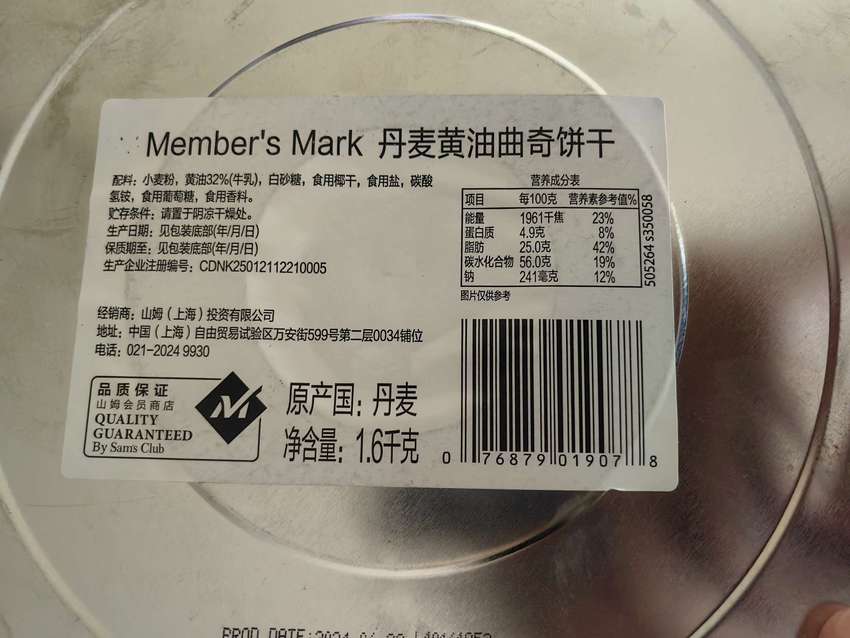 Member's Mark 丹麦黄油曲奇饼干
配料：小麦粉，黄油32%(牛乳)，白砂糖，食用椰干，食用盐，碳酸
氢铵，食用葡萄糖，食用香料。
贮存条件：请置于阴凉干燥处。
生产日期：见包装底部(年/月/日)
保质期至：见包装底部(年/月/日)
生产企业注册编号：CDNK25012112210005
经销商：山姆（上海）投资有限公司
地址：中国（上海）自由贸易试验区万安街599号第二层0034铺位
电话：021-2024 9930
品质保证
山姆会员商店
QUALITY
GUARANTEED
By Sam's Club
原产国：丹麦
净含量：1.6千克
营养成分表
项目 每100克 营养素参考值%
能量 1961千焦 23%
蛋白质 4.9克 8%
脂肪 25.0克 42%
碳水化合物 56.0克 19%
钠 241毫克 12%
图片仅供参考
505264 s350058
0 76879 01907 8
PROD DATE: